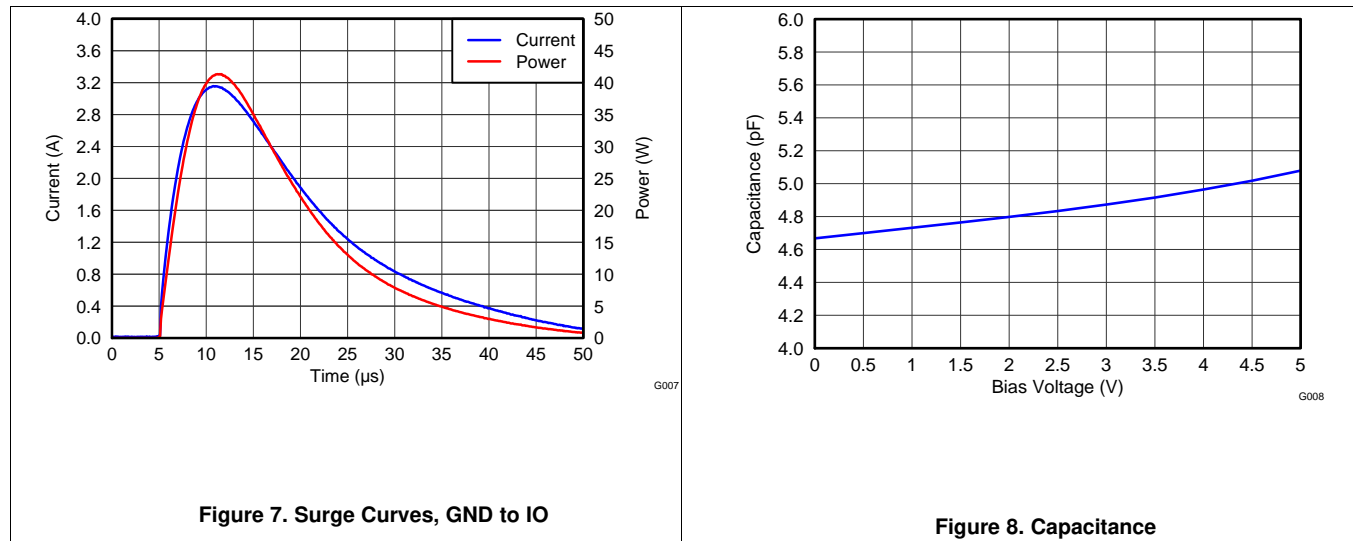 4.0
3.6
3.2
2.8
2.4
2.0
1.6
1.2
0.8
0.4
0.0
Current (A)
50
45
40
35
30
25
20
15
10
5
0
Power (W)
Current
Power
0 5 10 15 20 25 30 35 40 45 50
Time (µs)
G007
Figure 7. Surge Curves, GND to IO
6.0
5.8
5.6
5.4
5.2
5.0
4.8
4.6
4.4
4.2
4.0
Capacitance (pF)
0 0.5 1 1.5 2 2.5 3 3.5 4 4.5 5
Bias Voltage (V)
G008
Figure 8. Capacitance